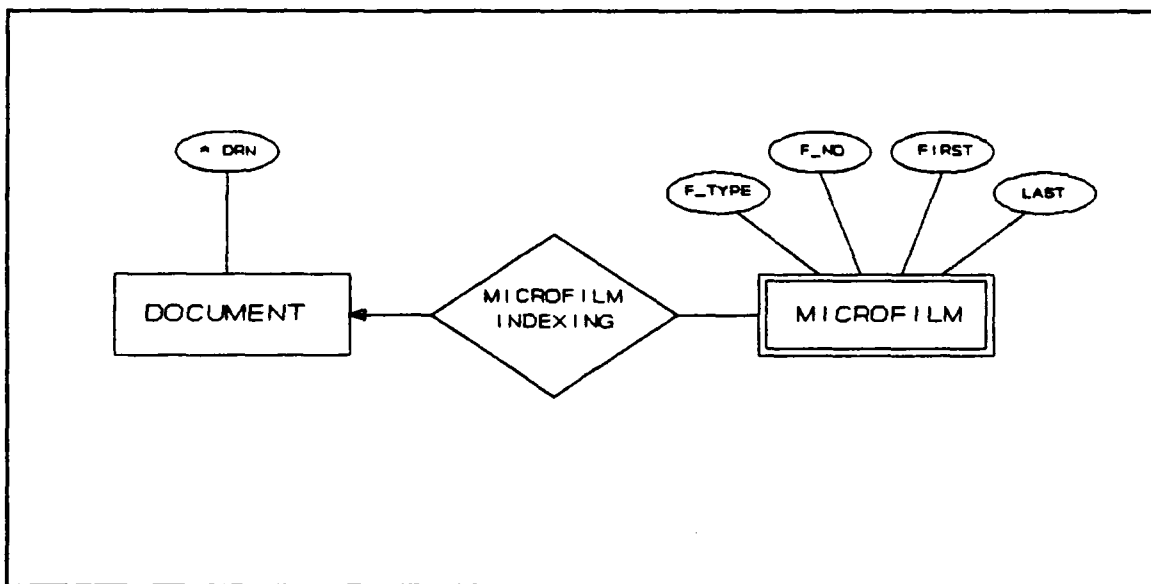 * DRN
F_NO
FIRST
F_TYPE
LAST
DOCUMENT
MICROFILM
INDEXING
MICROFILM